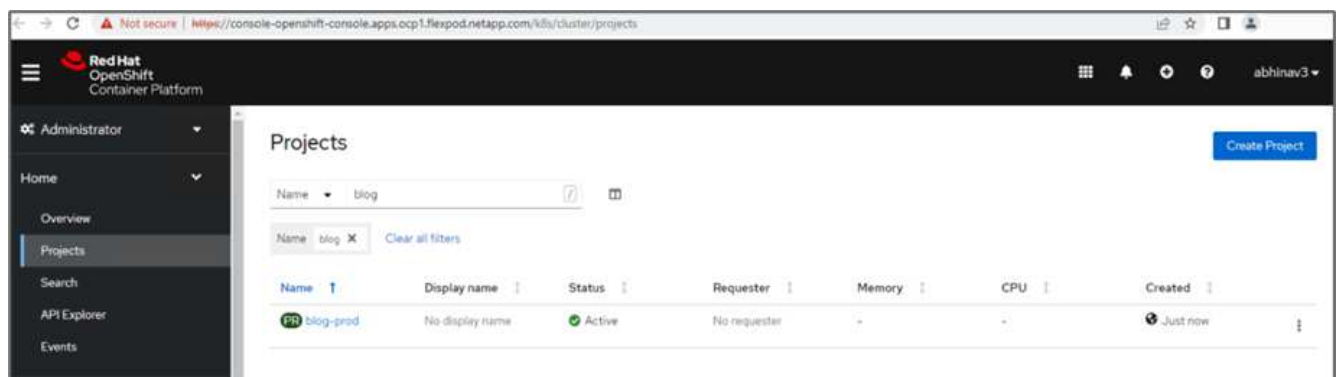 Not secure | https://console-openshift-console.apps.ocp1.flexpod.netapp.com/k8s/cluster/projects
Red Hat
OpenShift
Container Platform
abhinav3
Administrator
Home
Overview
Projects
Search
API Explorer
Events
Projects
Create Project
Name blog /
Name blog X Clear all filters
Name Display name Status Requester Memory CPU Created
PR blog-prod No display name Active No requester - - Just now